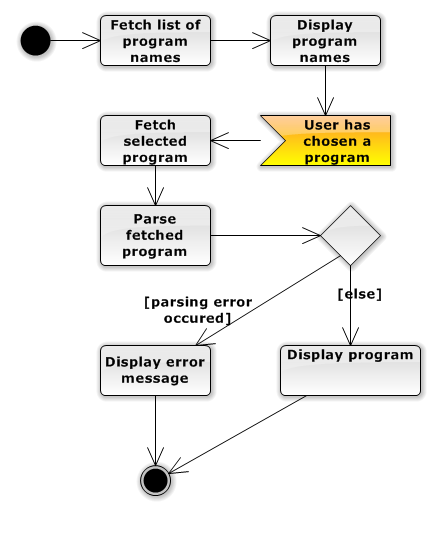 Fetch list of
program
names
Display
program
names
Fetch
selected
program
User has
chosen a
program
Parse
fetched
program
[parsing error
occured]
[else]
Display error
message
Display program